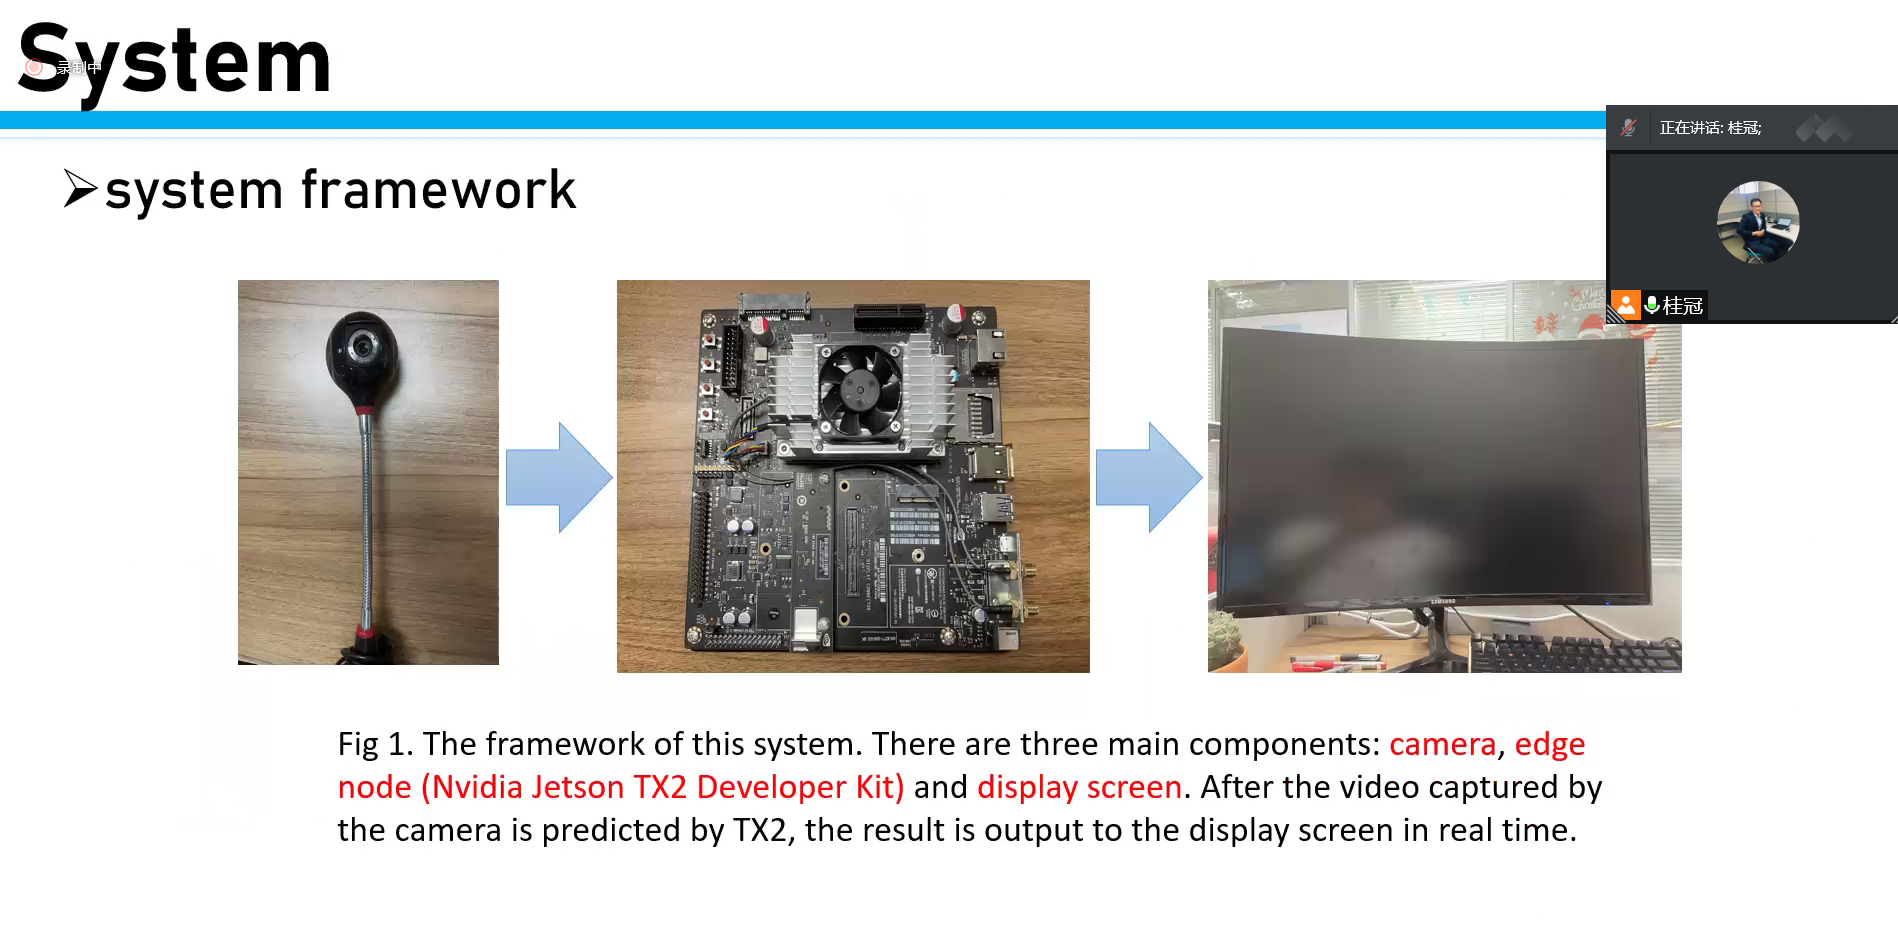 System
录制中
正在讲话: 桂冠;
system framework
桂冠
SAMSUNG
Fig 1. The framework of this system. There are three main components: camera, edge
node (Nvidia Jetson TX2 Developer Kit) and display screen. After the video captured by
the camera is predicted by TX2, the result is output to the display screen in real time.